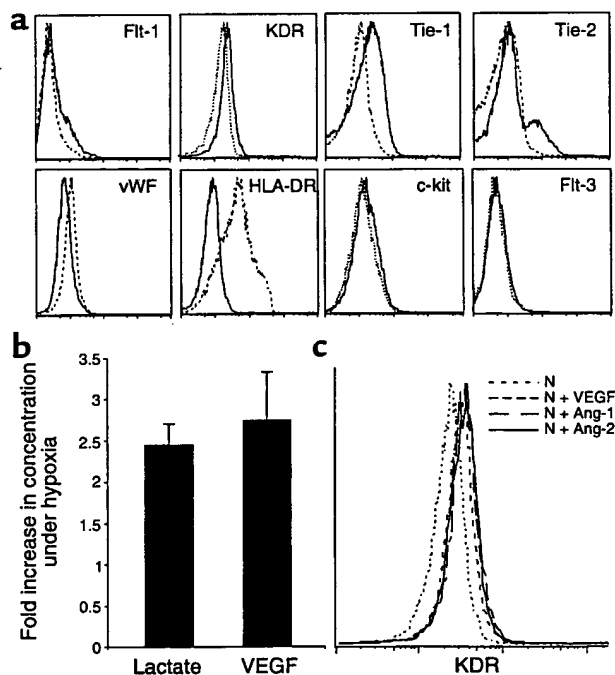 a
Flt-1
KDR
Tie-1
Tie-2
vWF
HLA-DR
c-kit
Flt-3
b
Fold increase in concentration
under hypoxia
3.5
3
2.5
2
1.5
1
0.5
0
Lactate
VEGF
c
N
N + VEGF
N + Ang-1
N + Ang-2
KDR